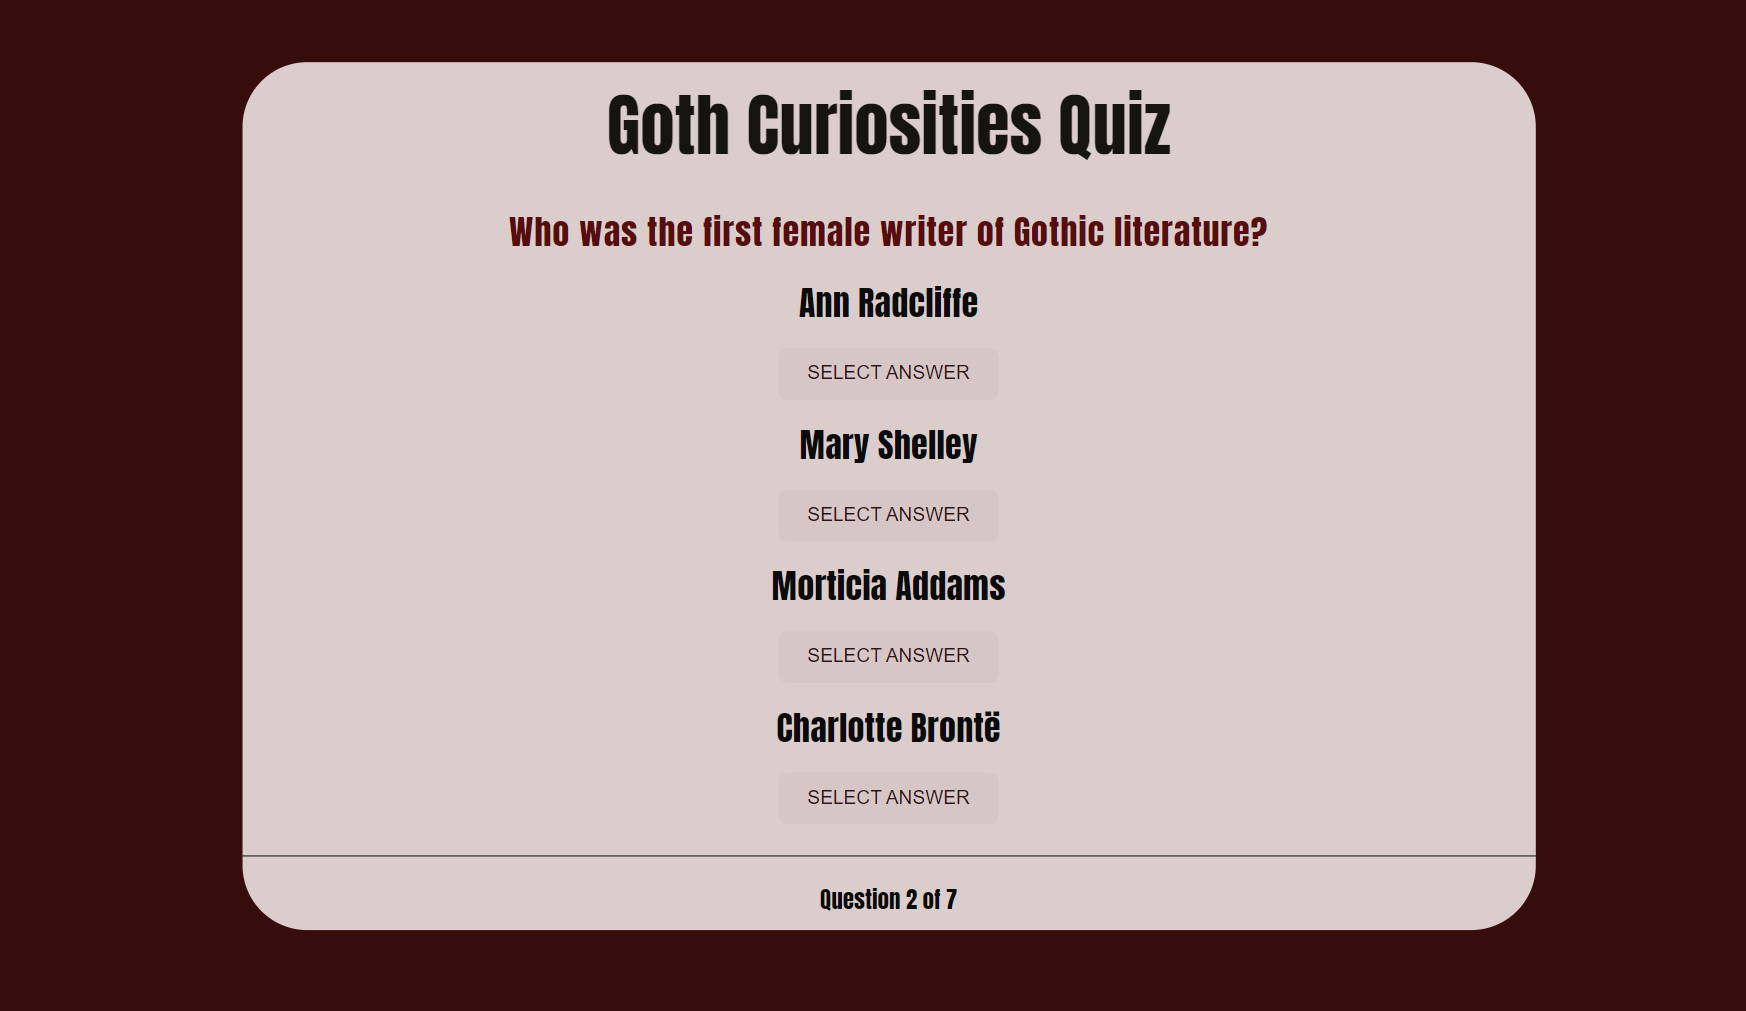 Goth Curiosities Quiz
Who was the first female writer of Gothic literature?
Ann Radcliffe
SELECT ANSWER
Mary Shelley
SELECT ANSWER
Morticia Addams
SELECT ANSWER
Charlotte Brontë
SELECT ANSWER
Question 2 of 7